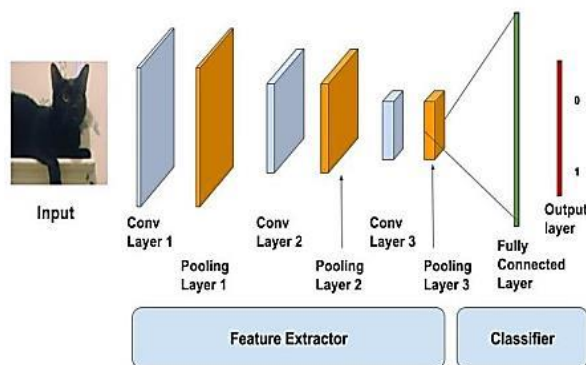 0
1
Input
Conv
Layer 1
Pooling
Layer 1
Conv
Layer 2
Pooling
Layer 2
Conv
Layer 3
Pooling
Layer 3
Fully
Connected
Layer
Output
layer
Feature Extractor
Classifier